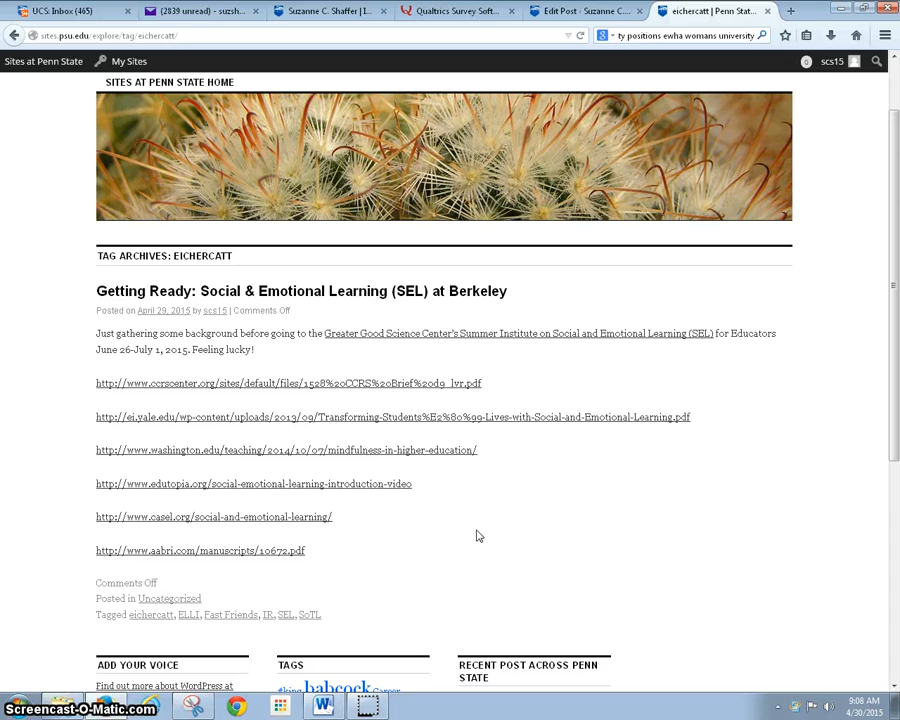 UCS: Inbox (465)
(2839 unread) - suzsh...
Suzanne C. Shaffer | I...
Qualtrics Survey Soft...
Edit Post ‹ Suzanne C....
eichercatt | Penn Stat...
sites.psu.edu/explore/tag/eichercatt/
ty positions ewha womans university
Sites at Penn State
My Sites
0
scs15
SITES AT PENN STATE HOME
TAG ARCHIVES: EICHERCATT
Getting Ready: Social & Emotional Learning (SEL) at Berkeley
Posted on April 29, 2015 by scs15 | Comments Off
Just gathering some background before going to the Greater Good Science Center's Summer Institute on Social and Emotional Learning (SEL) for Educators
June 26-July 1, 2015. Feeling lucky!
http://www.ccrscenter.org/sites/default/files/1528%20CCRS%20Brief%20d9_lvr.pdf
http://ei.yale.edu/wp-content/uploads/2013/09/Transforming-Students%E2%80%99-Lives-with-Social-and-Emotional-Learning.pdf
http://www.washington.edu/teaching/2014/10/07/mindfulness-in-higher-education/
http://www.edutopia.org/social-emotional-learning-introduction-video
http://www.casel.org/social-and-emotional-learning/
http://www.aabri.com/manuscripts/10672.pdf
Comments Off
Posted in Uncategorized
Tagged eichercatt, ELLI, Fast Friends, IR, SEL, SoTL
ADD YOUR VOICE
Find out more about WordPress at
TAGS
#king babcock Career
RECENT POST ACROSS PENN
STATE
Screencast-O-Matic.com
9:08 AM
4/30/2015